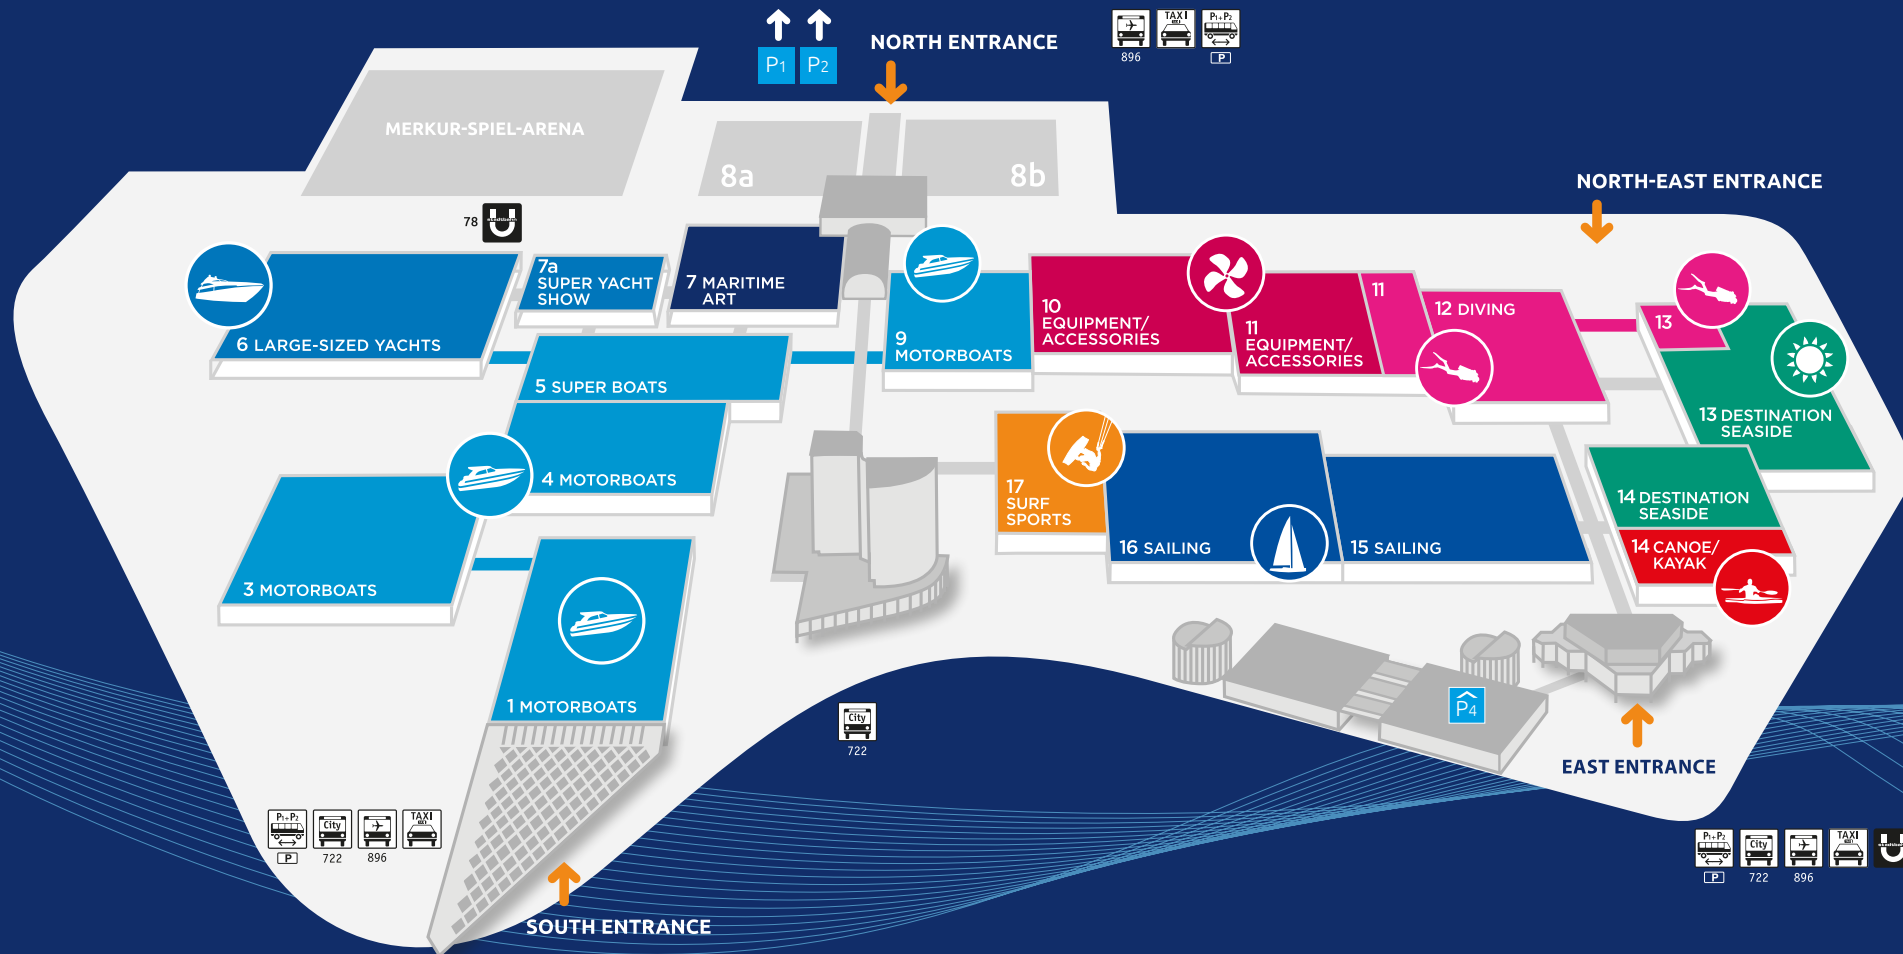 P1 P2
NORTH ENTRANCE
TAXI
P1+P2
896
P
MERKUR-SPIEL-ARENA
8a
8b
NORTH-EAST ENTRANCE
78
7a
SUPER YACHT
SHOW
7 MARITIME
ART
6 LARGE-SIZED YACHTS
5 SUPER BOATS
9
MOTORBOATS
10
EQUIPMENT/
ACCESSORIES
11
EQUIPMENT/
ACCESSORIES
11
12 DIVING
13
13 DESTINATION
SEASIDE
4 MOTORBOATS
3 MOTORBOATS
17
SURF
SPORTS
16 SAILING
15 SAILING
14 DESTINATION
SEASIDE
14 CANOE/
KAYAK
1 MOTORBOATS
City
722
P4
EAST ENTRANCE
P1+P2
City
TAXI
P
722
896
SOUTH ENTRANCE
P1+P2
City
TAXI
P
722
896